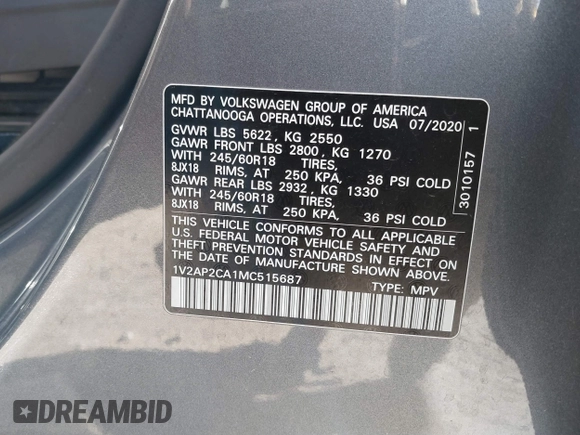 MFD BY VOLKSWAGEN GROUP OF AMERICA
CHATTANOOGA OPERATIONS, LLC. USA 07/2020
GVWR LBS 5622, KG 2550
GAWR FRONT LBS 2800, KG 1270
WITH 245/60R18 TIRES,
8JX18 RIMS, AT 250 KPA, 36 PSI COLD
GAWR REAR LBS 2932, KG 1330
WITH 245/60R18 TIRES,
8JX18 RIMS, AT 250 KPA, 36 PSI COLD
THIS VEHICLE CONFORMS TO ALL APPLICABLE
U.S. FEDERAL MOTOR VEHICLE SAFETY AND
THEFT PREVENTION STANDARDS IN EFFECT ON
THE DATE OF MANUFACTURE SHOWN ABOVE.
1V2AP2CA1MC515687 TYPE: MPV
3010157 1
DREAMBID